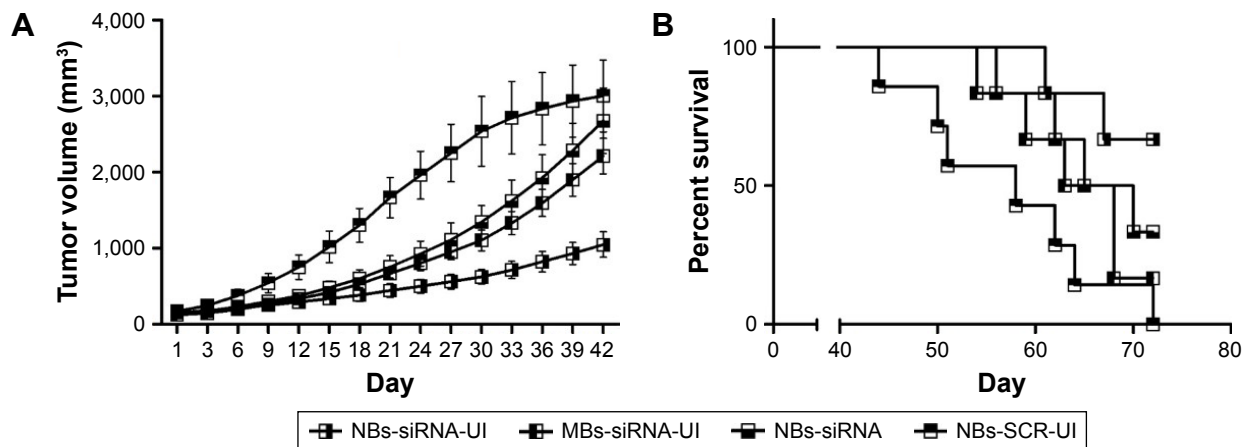 A
Tumor volume (mm³)
4,000
3,000
2,000
1,000
0
1 3 6 9 12 15 18 21 24 27 30 33 36 39 42
Day
B
Percent survival
100
50
0
0 40 50 60 70 80
Day
NBs-siRNA-UI MBs-siRNA-UI NBs-siRNA NBs-SCR-UI